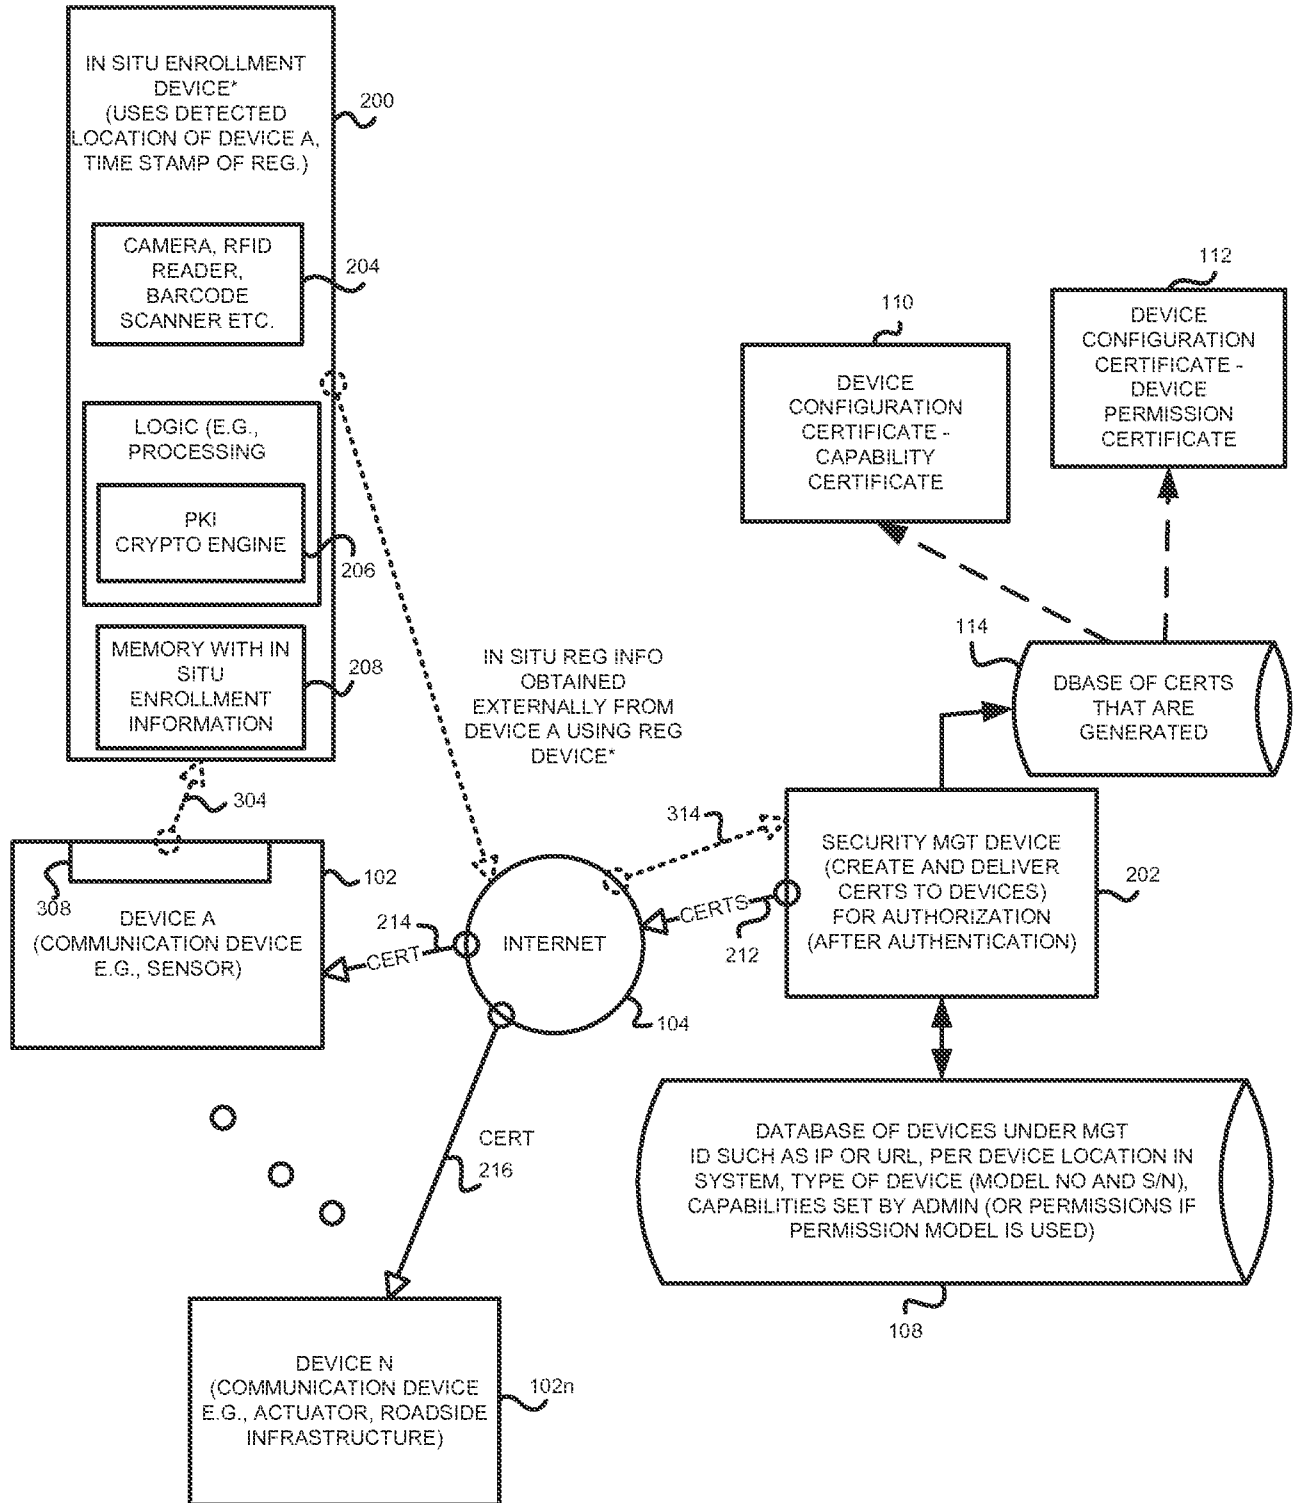 IN SITU ENROLLMENT
DEVICE*
(USES DETECTED
LOCATION OF DEVICE A,
TIME STAMP OF REG.)
200
CAMERA, RFID
READER,
BARCODE
SCANNER ETC.
204
LOGIC (E.G.,
PROCESSING
PKI
CRYPTO ENGINE
206
MEMORY WITH IN
SITU
ENROLLMENT
INFORMATION
208
304
308
102
DEVICE A
(COMMUNICATION DEVICE
E.G., SENSOR)
IN SITU REG INFO
OBTAINED
EXTERNALLY FROM
DEVICE A USING REG
DEVICE*
214
CERT
INTERNET
104
314
CERTS
212
110
DEVICE
CONFIGURATION
CERTIFICATE -
CAPABILITY
CERTIFICATE
112
DEVICE
CONFIGURATION
CERTIFICATE -
DEVICE
PERMISSION
CERTIFICATE
114
DBASE OF CERTS
THAT ARE
GENERATED
SECURITY MGT DEVICE
(CREATE AND DELIVER
CERTS TO DEVICES)
FOR AUTHORIZATION
(AFTER AUTHENTICATION)
202
DATABASE OF DEVICES UNDER MGT
ID SUCH AS IP OR URL, PER DEVICE LOCATION IN
SYSTEM, TYPE OF DEVICE (MODEL NO AND S/N),
CAPABILITIES SET BY ADMIN (OR PERMISSIONS IF
PERMISSION MODEL IS USED)
108
CERT
216
DEVICE N
(COMMUNICATION DEVICE
E.G., ACTUATOR, ROADSIDE
INFRASTRUCTURE)
102n